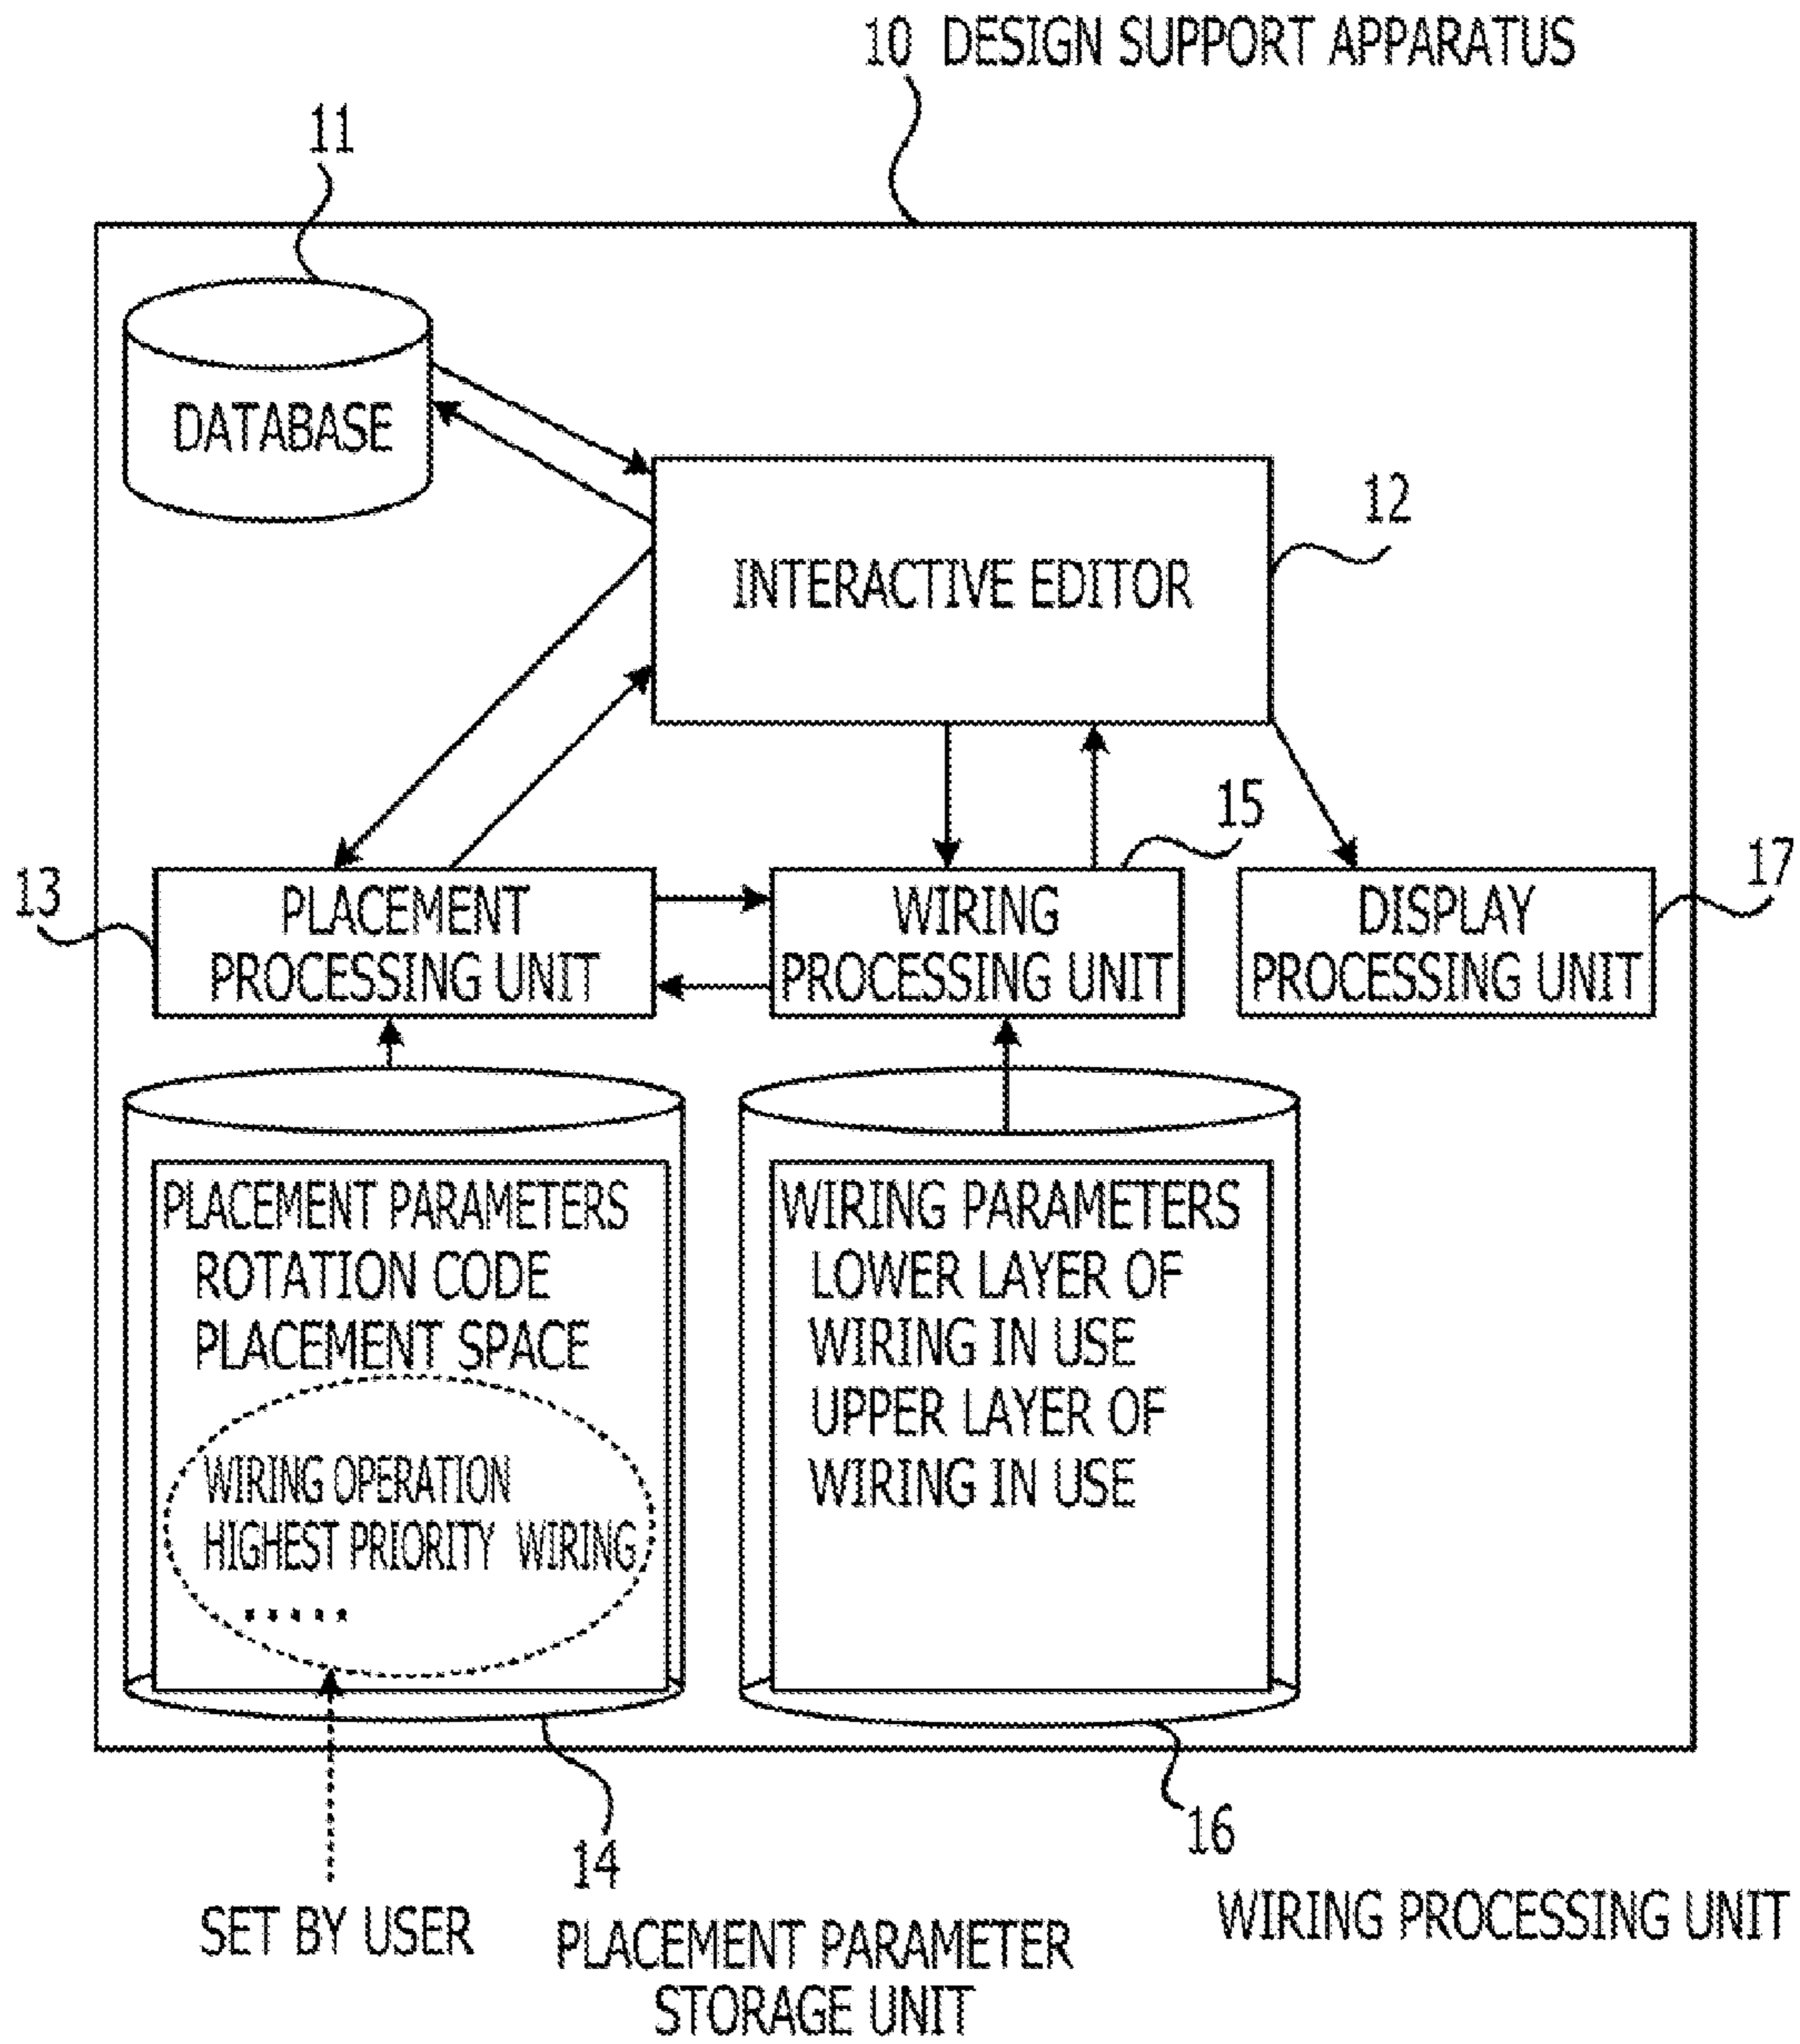 10 DESIGN SUPPORT APPARATUS
11
DATABASE
12
INTERACTIVE EDITOR
15
13
PLACEMENT
PROCESSING UNIT
WIRING
PROCESSING UNIT
17
DISPLAY
PROCESSING UNIT
PLACEMENT PARAMETERS
ROTATION CODE
PLACEMENT SPACE
WIRING OPERATION
HIGHEST PRIORITY WIRING
.....
WIRING PARAMETERS
LOWER LAYER OF
WIRING IN USE
UPPER LAYER OF
WIRING IN USE
SET BY USER
14
PLACEMENT PARAMETER
STORAGE UNIT
16
WIRING PROCESSING UNIT